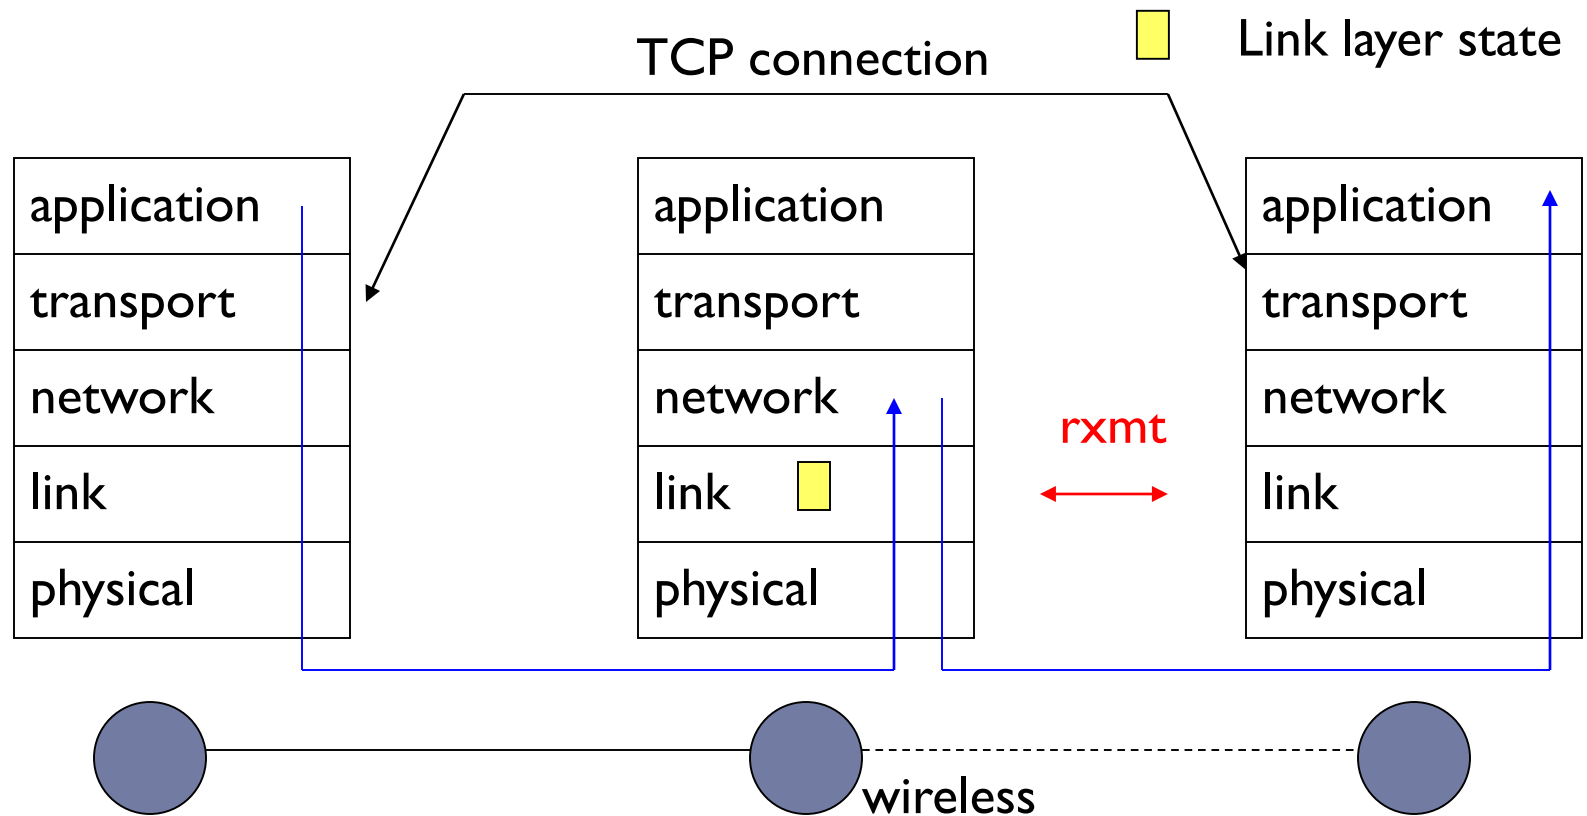 TCP connection
Link layer state
application
transport
network
link
physical
application
transport
network
link
physical
rxmt
application
transport
network
link
physical
wireless